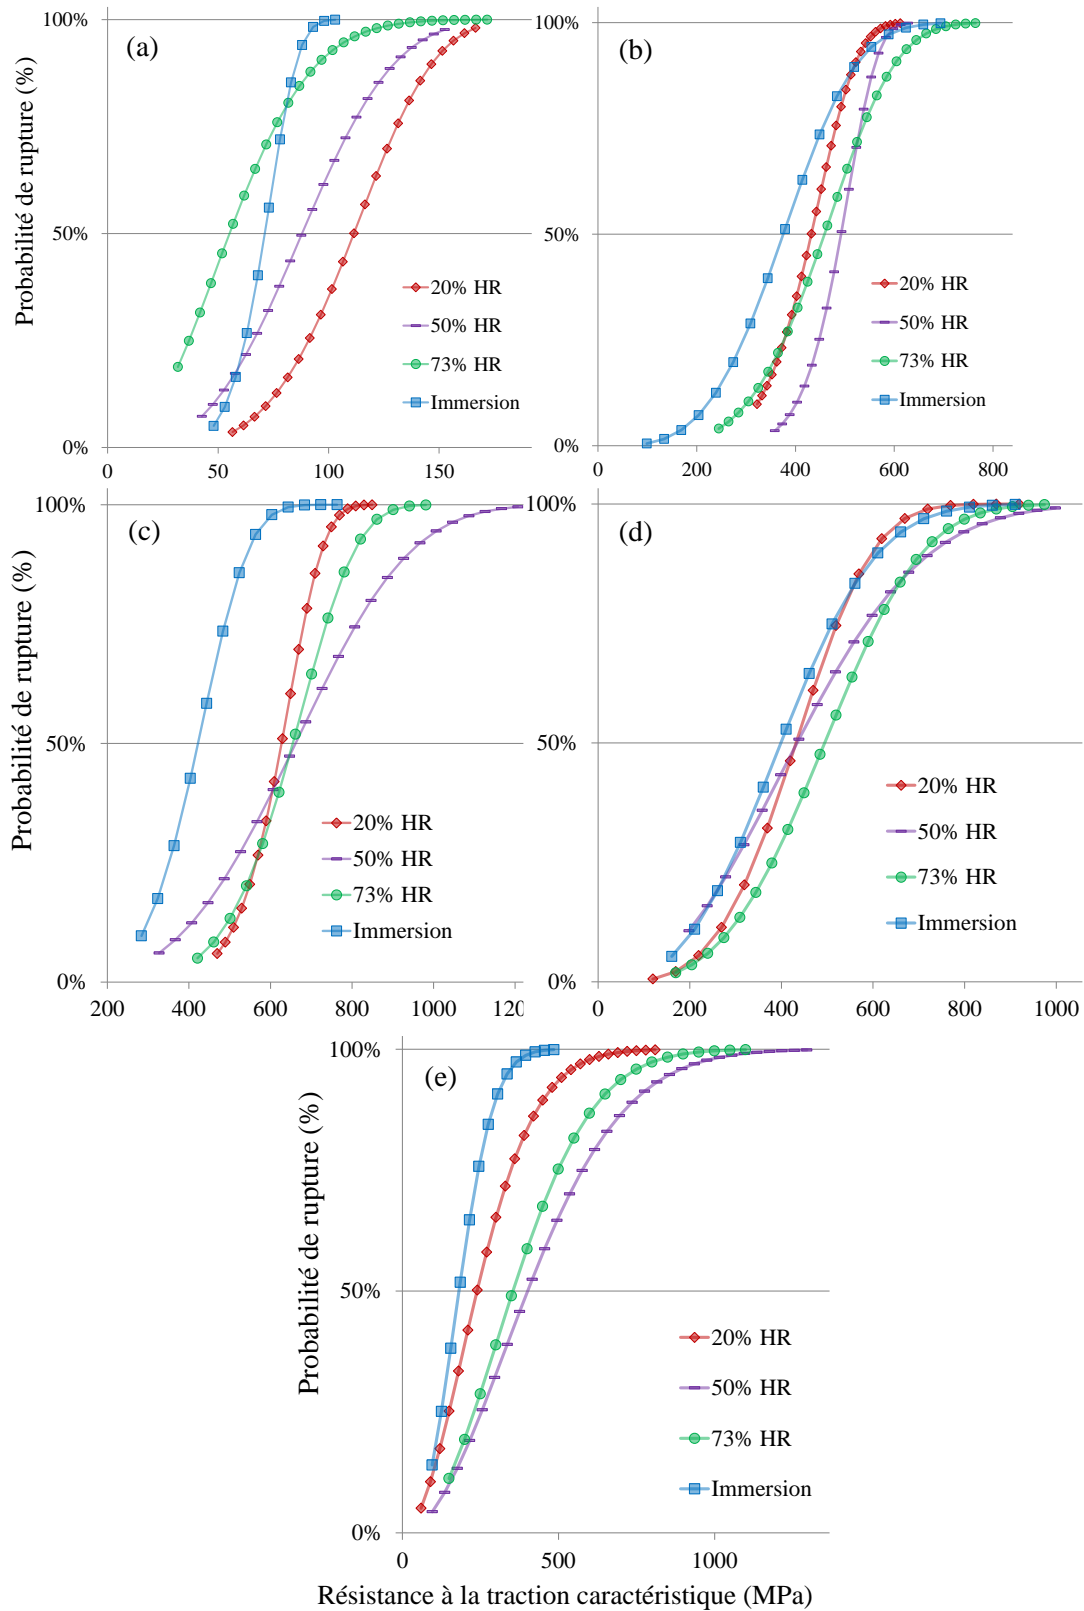 (a)
Probabilité de rupture (%)
100%
50%
0%
0 50 100 150
20% HR
50% HR
73% HR
Immersion
(b)
Probabilité de rupture (%)
100%
50%
0%
0 200 400 600 800
20% HR
50% HR
73% HR
Immersion
(c)
Probabilité de rupture (%)
100%
50%
0%
200 400 600 800 1000 120
20% HR
50% HR
73% HR
Immersion
(d)
100%
50%
0%
0 200 400 600 800 1000
20% HR
50% HR
73% HR
Immersion
(e)
Probabilité de rupture (%)
100%
50%
0%
0 500 1000
20% HR
50% HR
73% HR
Immersion
Résistance à la traction caractéristique (MPa)